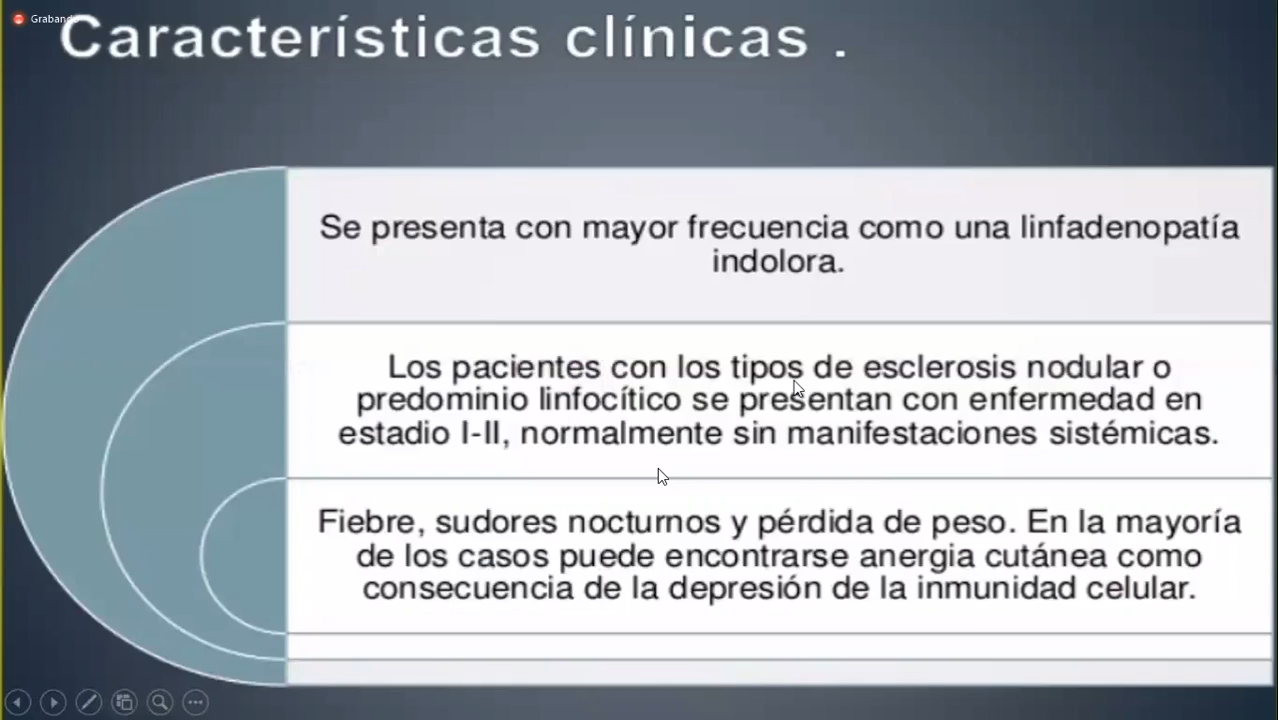 Grabando
Características clínicas .
Se presenta con mayor frecuencia como una linfadenopatía
indolora.
Los pacientes con los tipos de esclerosis nodular o
predominio linfocítico se presentan con enfermedad en
estadio I-II, normalmente sin manifestaciones sistémicas.
Fiebre, sudores nocturnos y pérdida de peso. En la mayoría
de los casos puede encontrarse anergia cutánea como
consecuencia de la depresión de la inmunidad celular.